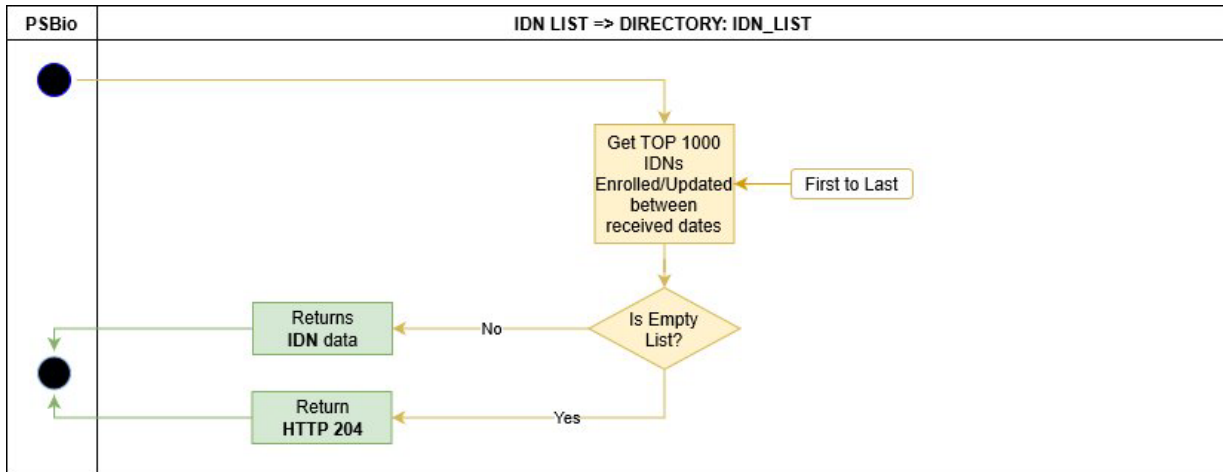 PSBio
IDN LIST => DIRECTORY: IDN_LIST
Get TOP 1000
IDNs
Enrolled/Updated
between
received dates
First to Last
Is Empty
List?
No
Returns
IDN data
Yes
Return
HTTP 204